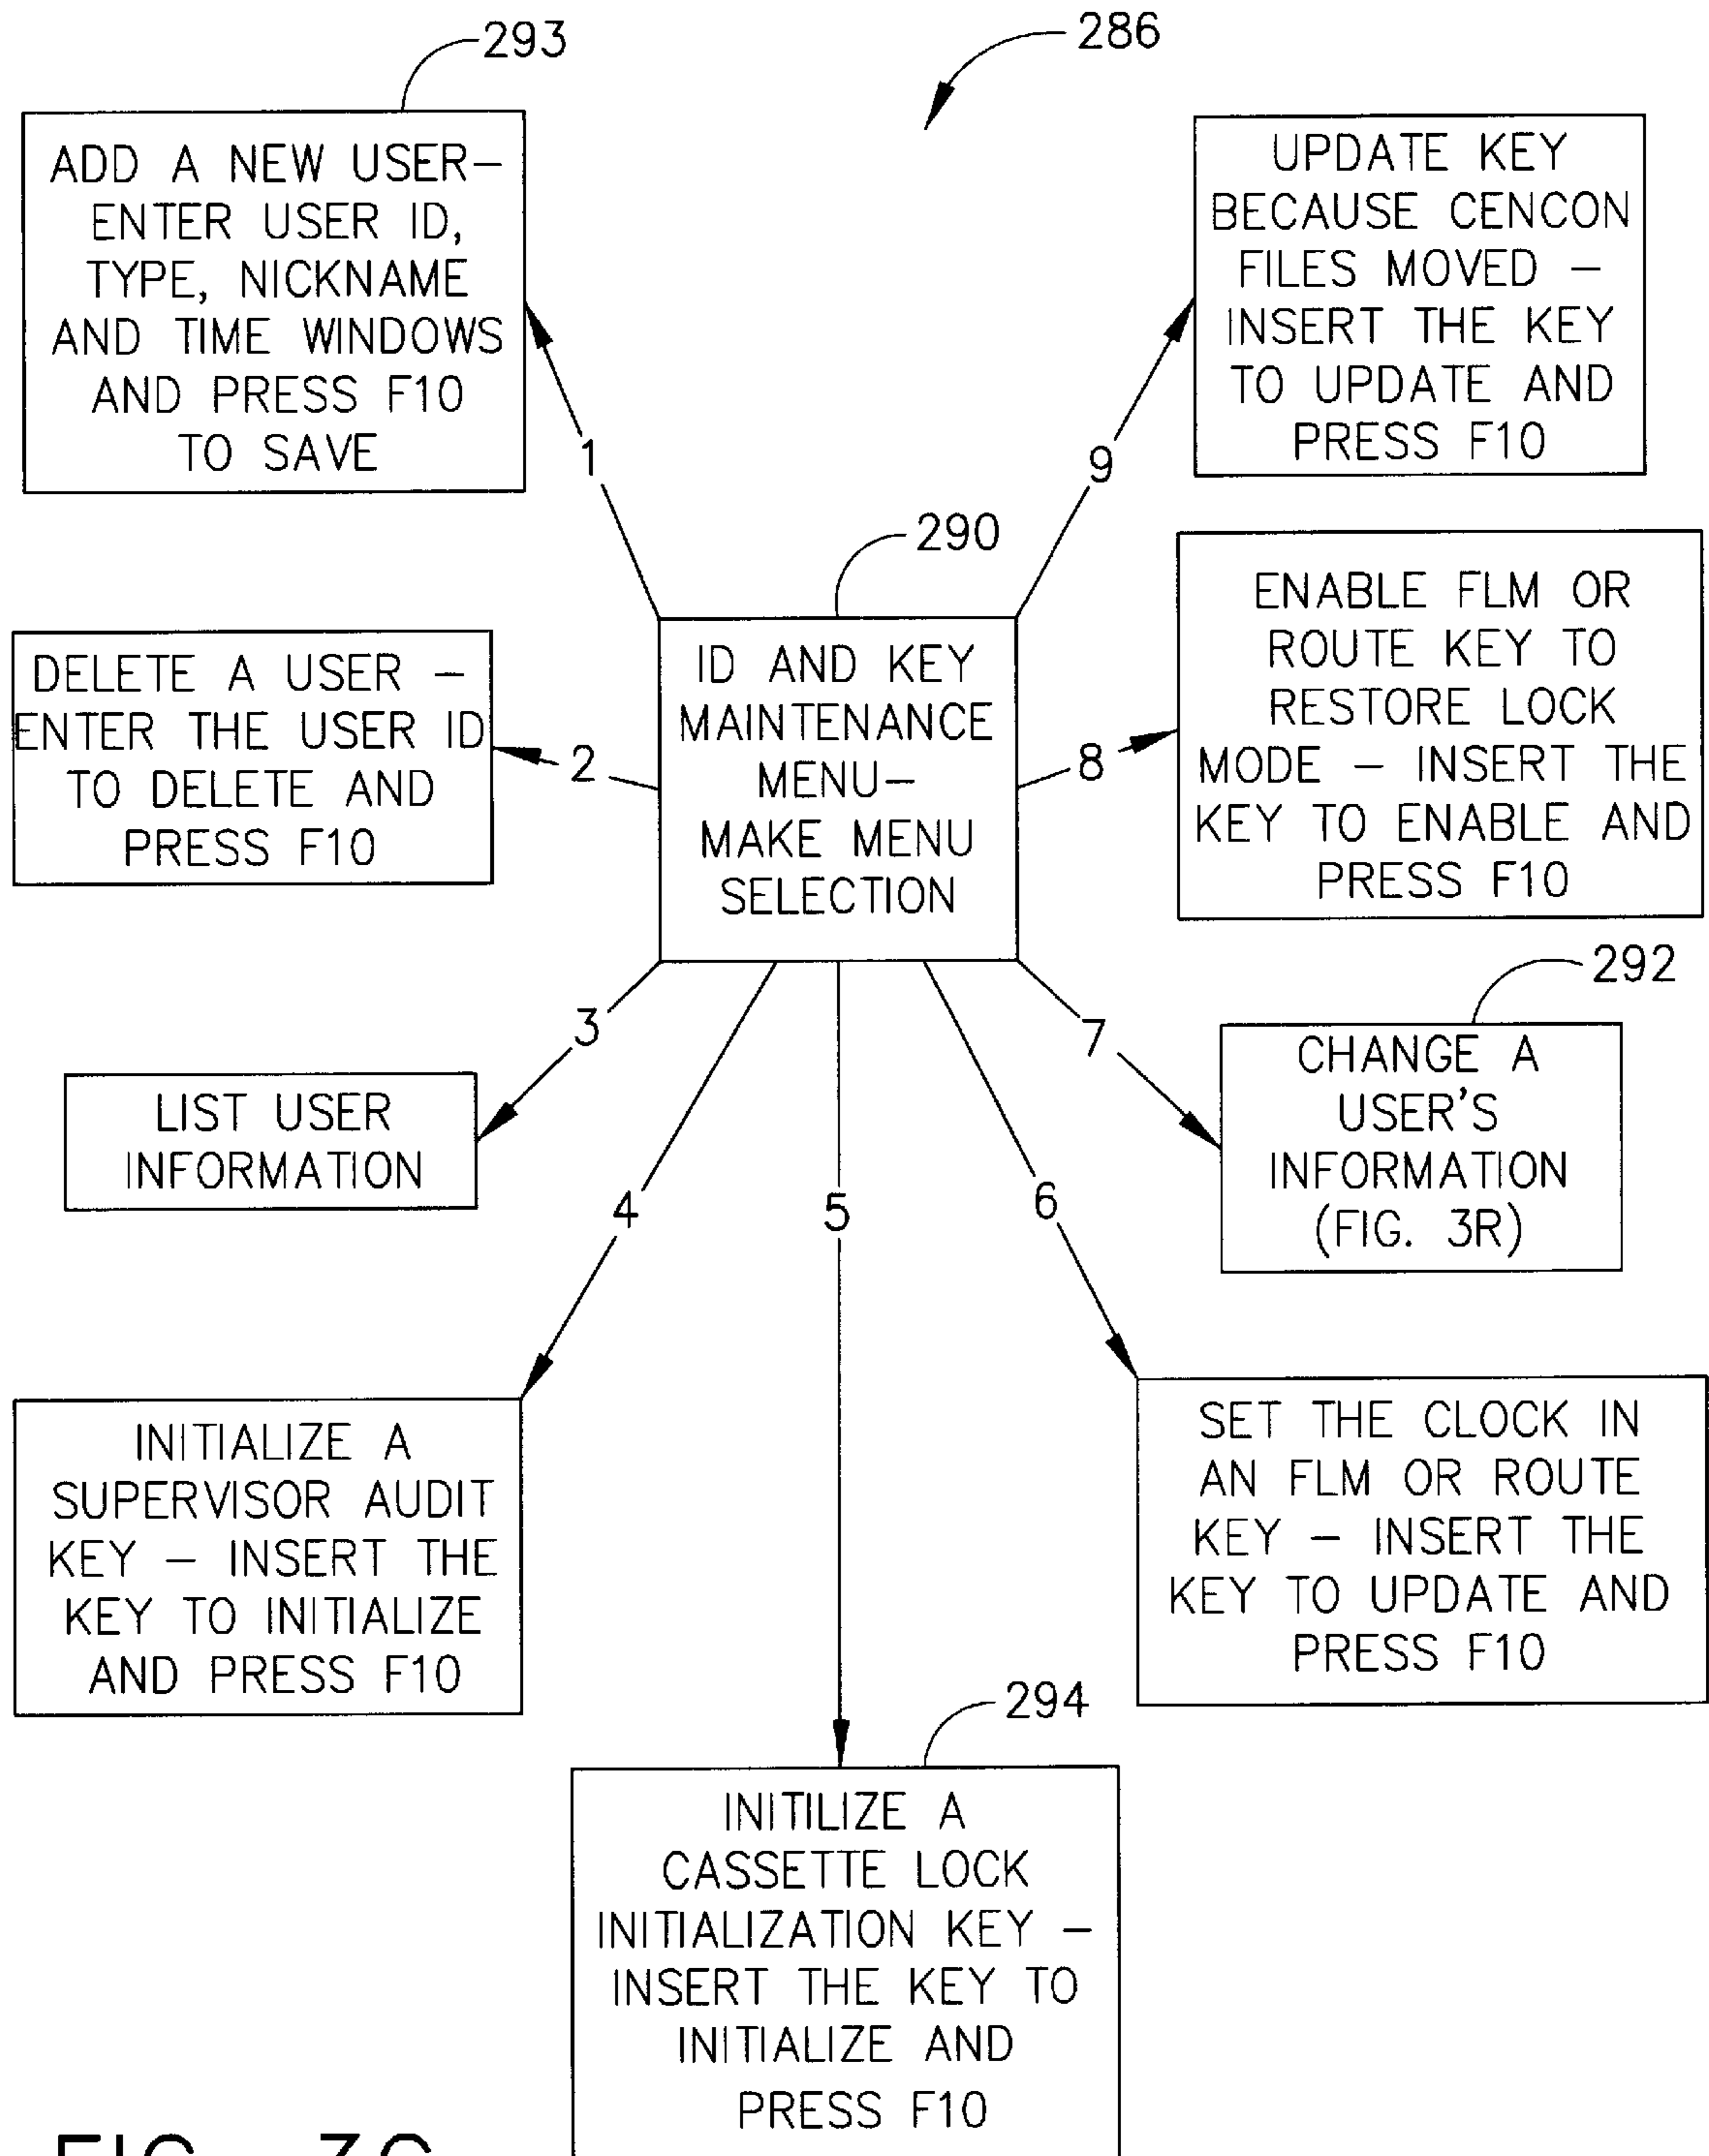 293
286
ADD A NEW USER–
ENTER USER ID,
TYPE, NICKNAME
AND TIME WINDOWS
AND PRESS F10
TO SAVE
UPDATE KEY
BECAUSE CENCON
FILES MOVED –
INSERT THE KEY
TO UPDATE AND
PRESS F10
1
9
290
DELETE A USER –
ENTER THE USER ID
TO DELETE AND
PRESS F10
2
ID AND KEY
MAINTENANCE
MENU–
MAKE MENU
SELECTION
8
ENABLE FLM OR
ROUTE KEY TO
RESTORE LOCK
MODE – INSERT THE
KEY TO ENABLE AND
PRESS F10
292
3
7
LIST USER
INFORMATION
CHANGE A
USER'S
INFORMATION
(FIG. 3R)
4
5
6
INITIALIZE A
SUPERVISOR AUDIT
KEY – INSERT THE
KEY TO INITIALIZE
AND PRESS F10
SET THE CLOCK IN
AN FLM OR ROUTE
KEY – INSERT THE
KEY TO UPDATE AND
PRESS F10
294
INITILIZE A
CASSETTE LOCK
INITIALIZATION KEY –
INSERT THE KEY TO
INITIALIZE AND
PRESS F10
FIG.